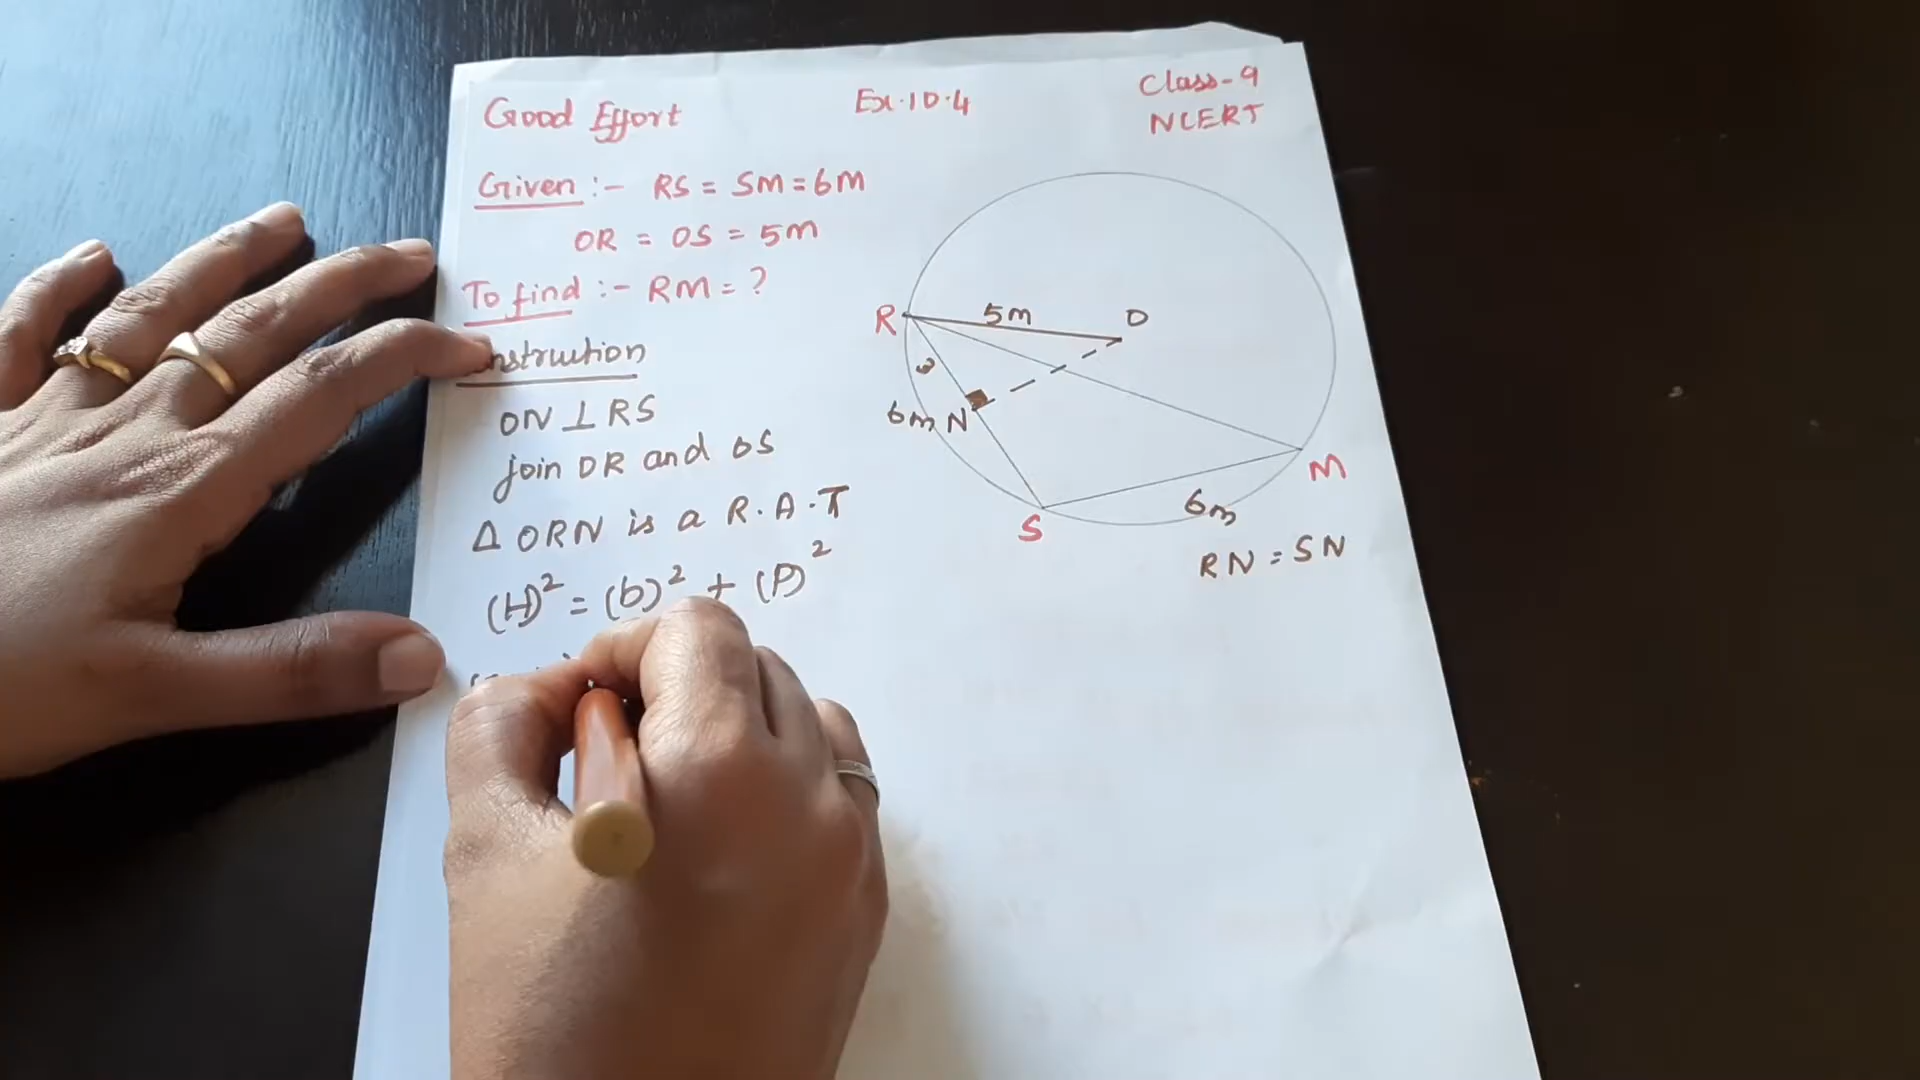 Good Effort
Ex.10.4
Class-9
NCERT
Given :- RS = SM = 6M
OR = OS = 5M
To find :- RM = ?
nstruction
ON ⊥ RS
join OR and OS
Δ ORN is a R.A.T
(H)² = (b)² + (P)²
R
5m
O
3
6m N
M
S
6m
RN = SN